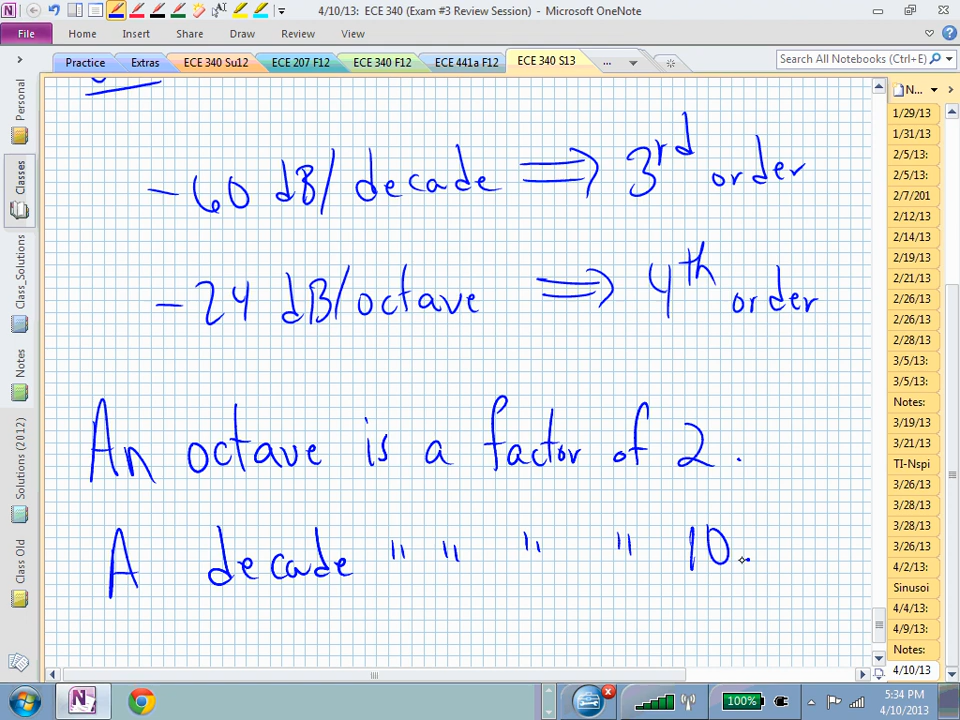 4/10/13: ECE 340 (Exam #3 Review Session) - Microsoft OneNote
File Home Insert Share Draw Review View
Practice Extras ECE 340 Su12 ECE 207 F12 ECE 340 F12 ECE 441a F12 ECE 340 S13 ... Search All Notebooks (Ctrl+E)
Personal
Classes
Class_Solutions
Notes
Solutions (2012)
Class Old
-60 dB/decade ⟹ 3rd order
-24 dB/octave ⟹ 4th order
An octave is a factor of 2.
A decade " " " " 10.
N...
1/29/13
1/31/13
2/5/13:
2/5/13:
2/7/201
2/12/13
2/14/13
2/19/13
2/21/13
2/26/13
2/26/13
2/28/13
3/5/13:
3/5/13:
Notes:
3/19/13
3/21/13
TI-Nspi
3/26/13
3/28/13
3/28/13
3/26/13
4/2/13:
Sinusoi
4/4/13:
4/9/13:
Notes:
4/10/13
100%
5:34 PM
4/10/2013